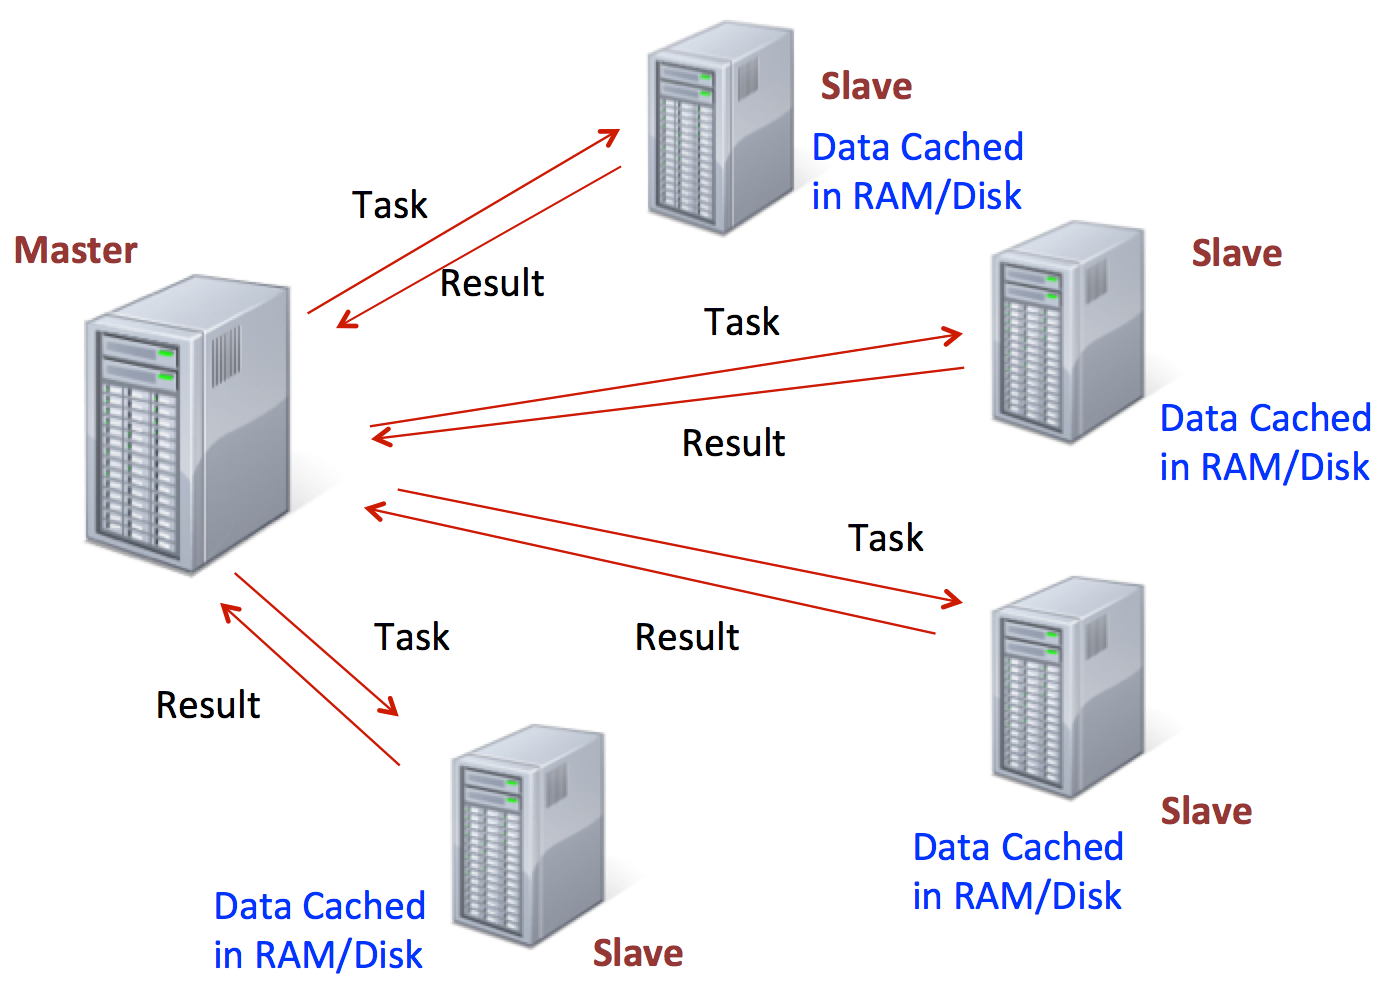 Slave
Data Cached
in RAM/Disk
Task
Master
Result
Slave
Task
Data Cached
in RAM/Disk
Result
Task
Task
Result
Result
Slave
Data Cached
in RAM/Disk
Data Cached
in RAM/Disk
Slave